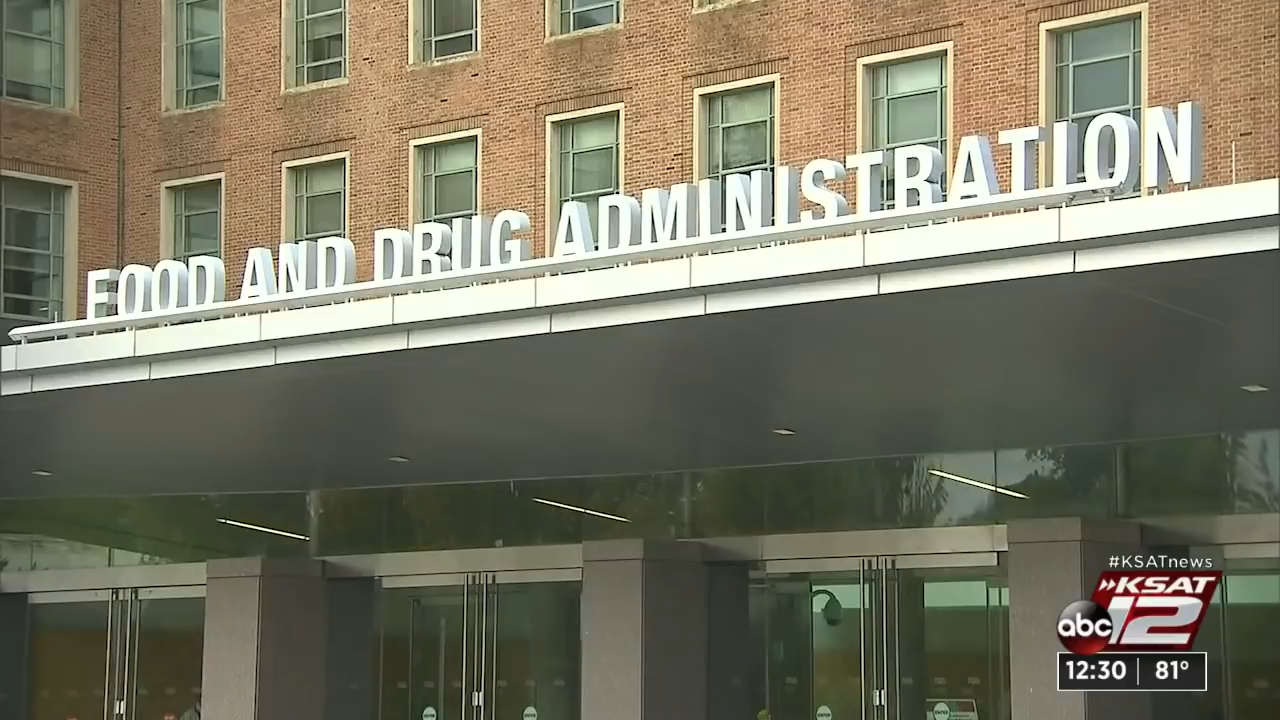 FOOD AND DRUG ADMINISTRATION
#KSATnews
KSAT
abc 12
12:30 81°